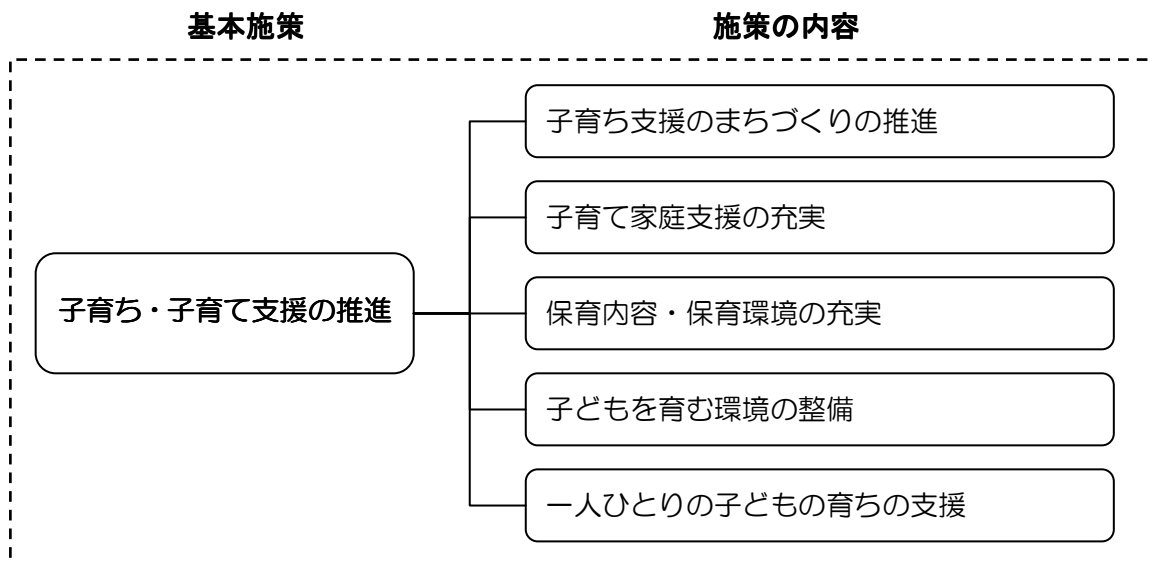 基本施策
施策の内容
子育ち・子育て支援の推進
子育ち支援のまちづくりの推進
子育て家庭支援の充実
保育内容・保育環境の充実
子どもを育む環境の整備
一人ひとりの子どもの育ちの支援